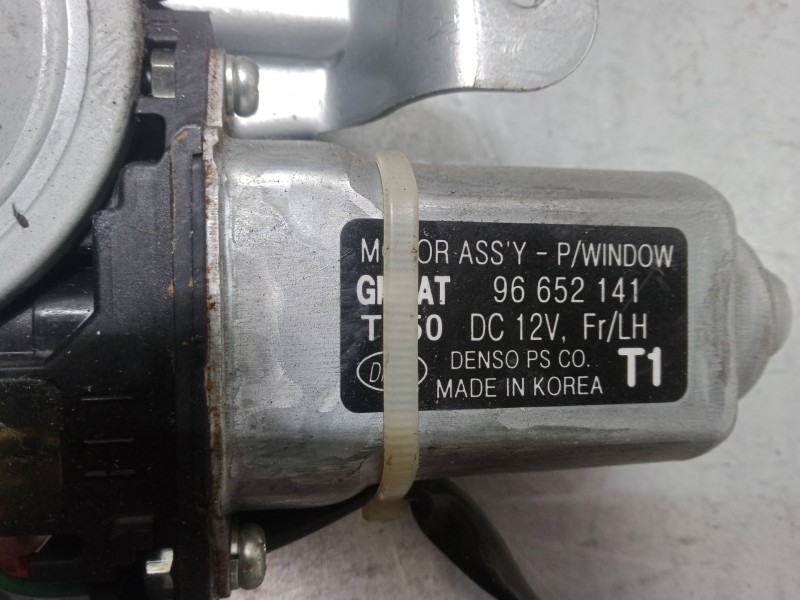 ASS'Y - P/WINDOW
96 652 141
DC 12V, Fr/LH
DENSO PS CO. T1
MADE IN KOREA